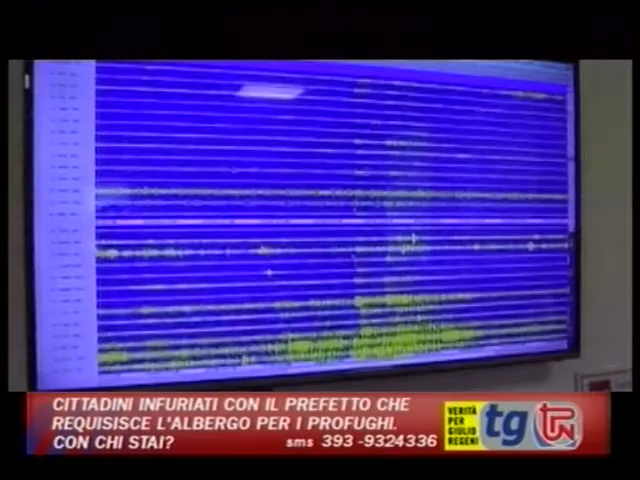 CITTADINI INFURIATI CON IL PREFETTO CHE
REQUISISCE L'ALBERGO PER I PROFUGHI.
CON CHI STAI?
sms 393-9324336
VERITÀ
PER
GIULIO
REGENI
tg
TRN